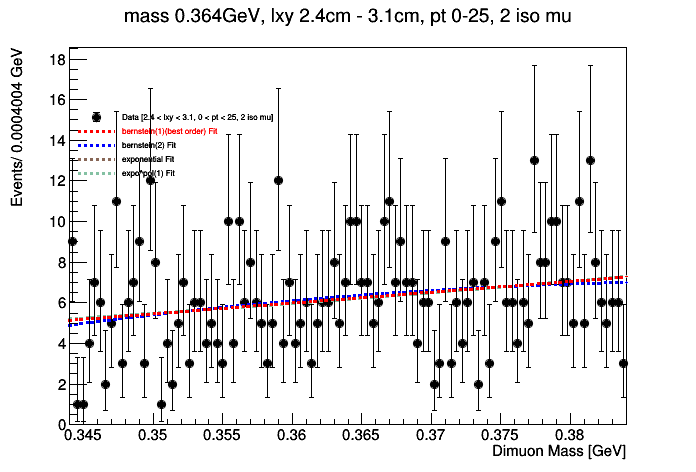 mass 0.364GeV, lxy 2.4cm - 3.1cm, pt 0-25, 2 iso mu
Events/ 0.0004004 GeV
18
16
14
12
10
8
6
4
2
0
Data [2.4 < lxy < 3.1, 0 < pt < 25, 2 iso mu]
bernstein(1)(best order) Fit
bernstein(2) Fit
exponential Fit
expo*pol(1) Fit
0.345 0.35 0.355 0.36 0.365 0.37 0.375 0.38
Dimuon Mass [GeV]